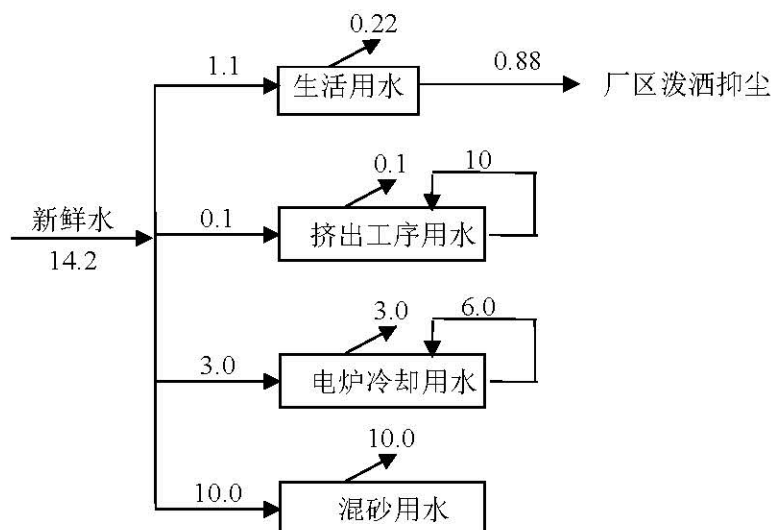 0.22
1.1
生活用水
0.88
厂区泼洒抑尘
0.1
10
新鲜水
14.2
0.1
挤出工序用水
3.0
6.0
3.0
电炉冷却用水
10.0
10.0
混砂用水